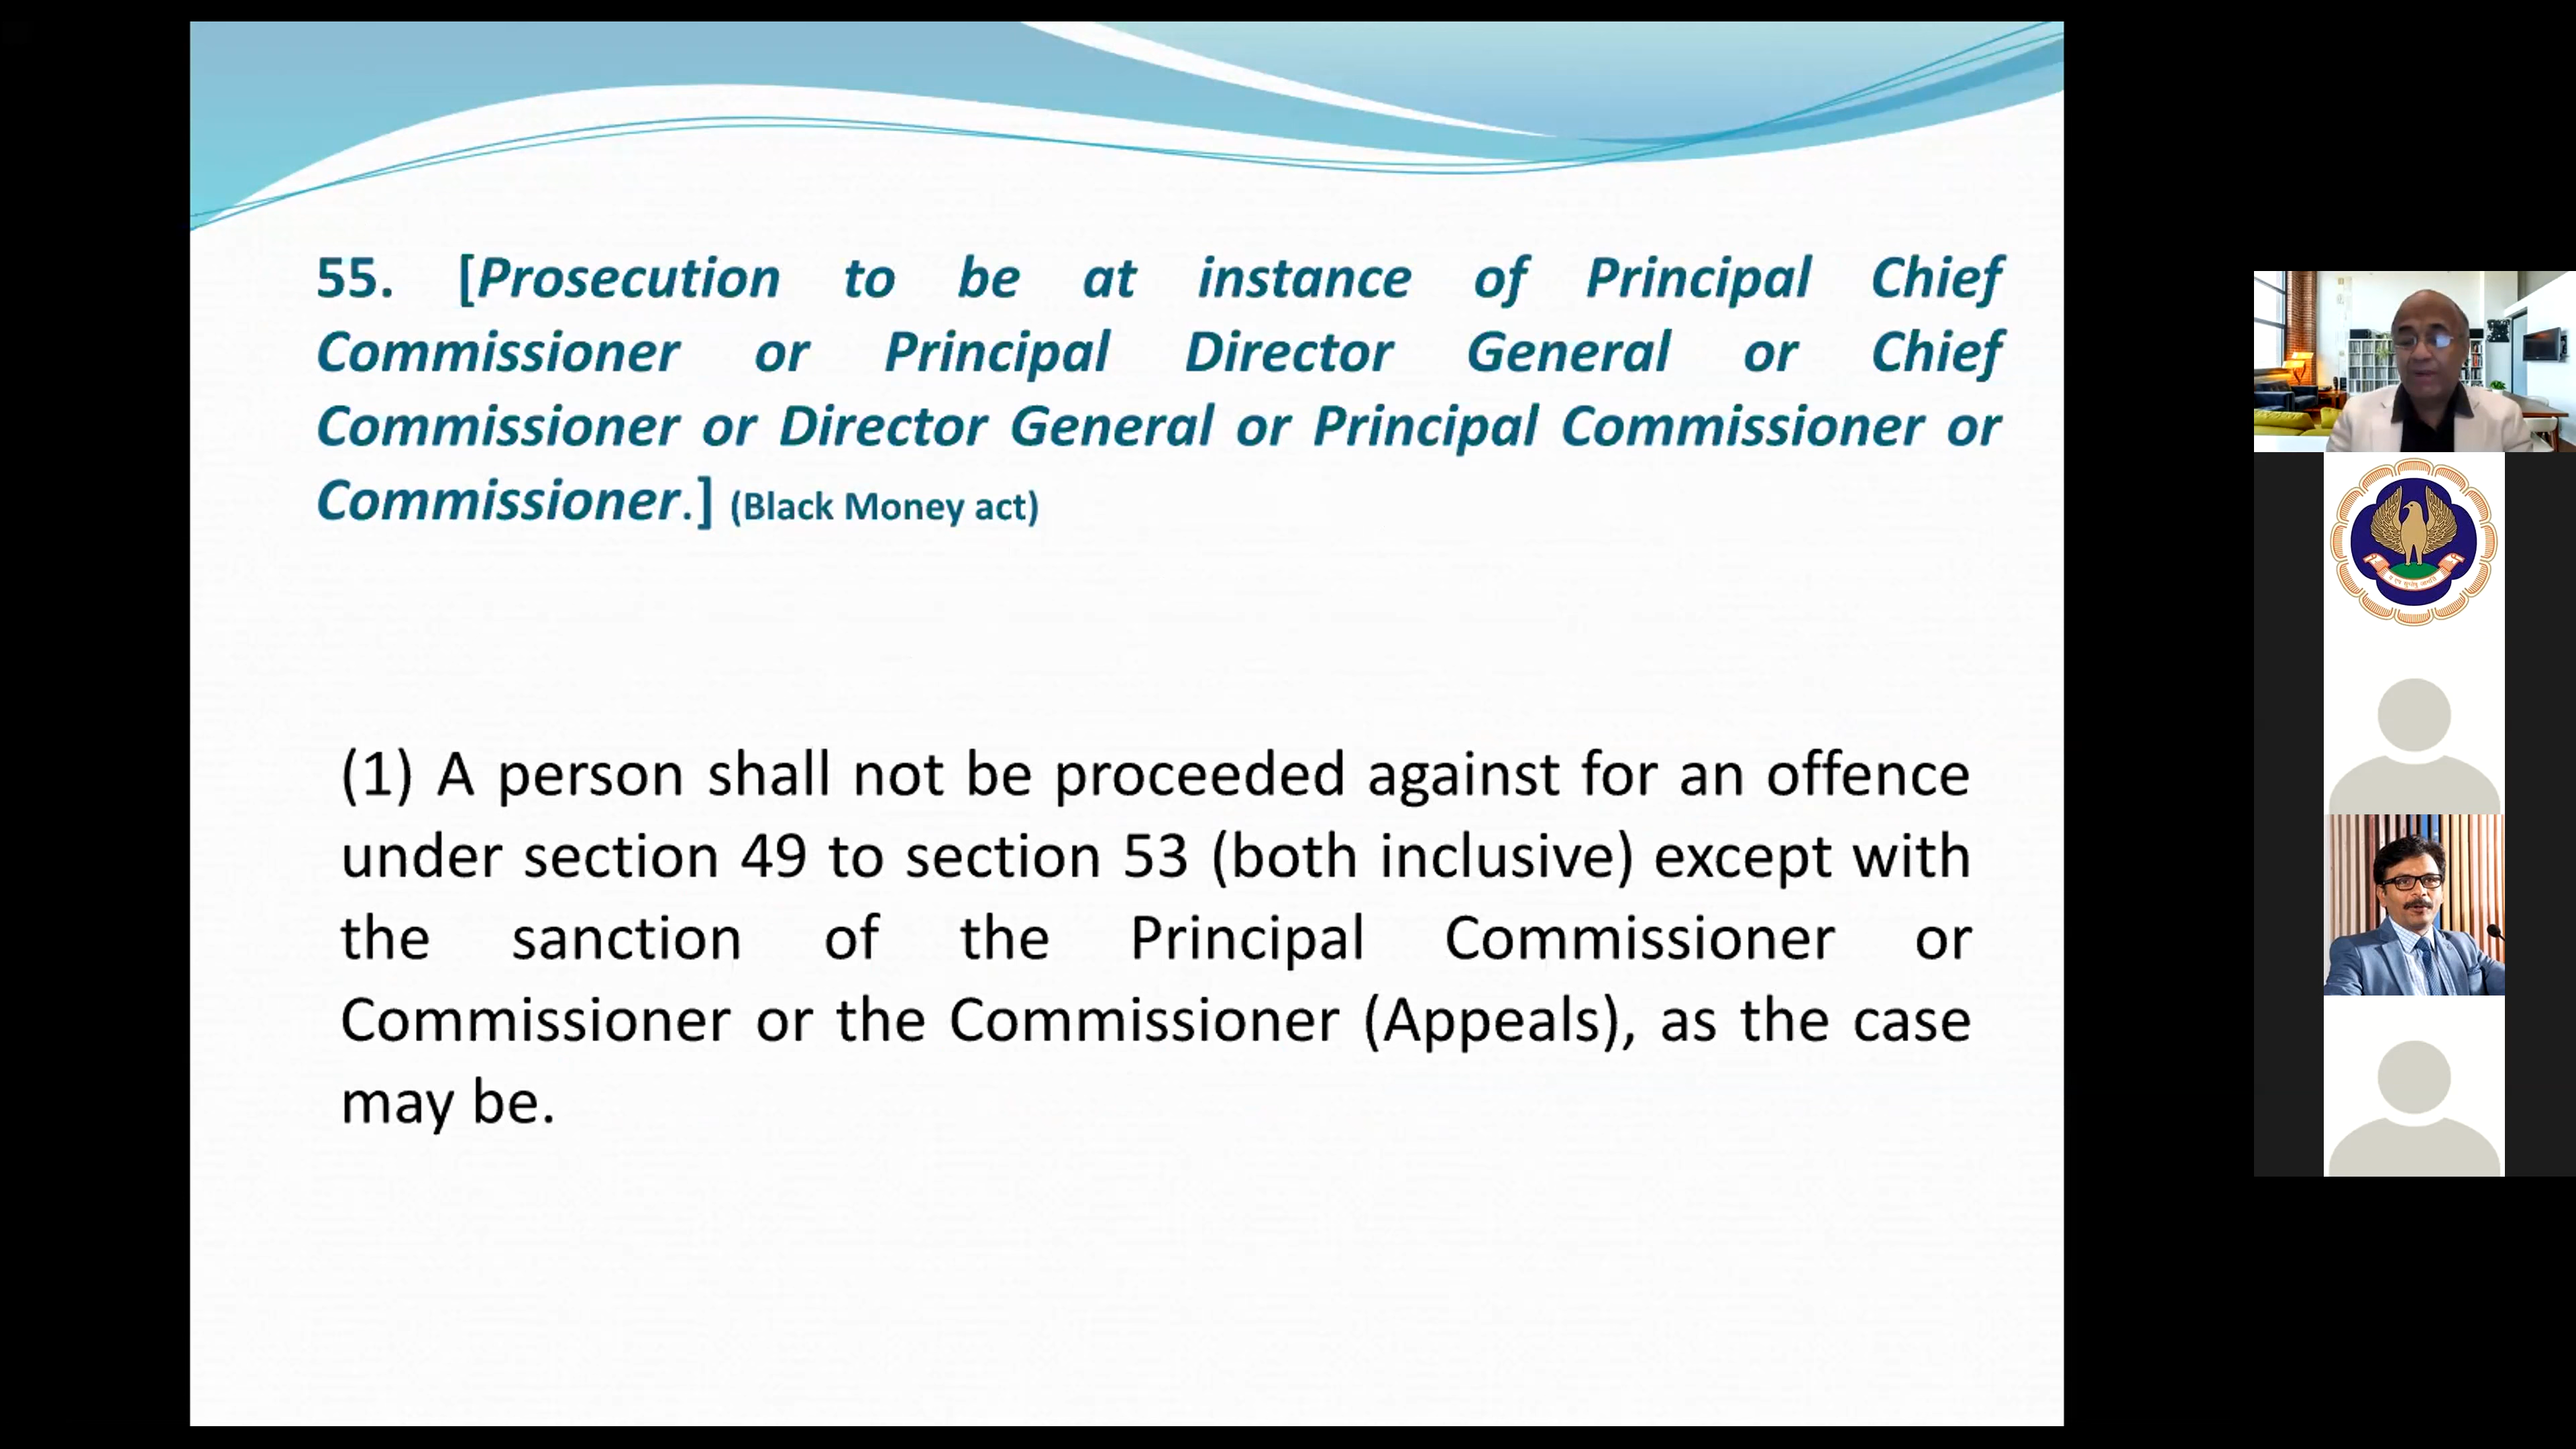 55. [Prosecution to be at instance of Principal Chief
Commissioner or Principal Director General or Chief
Commissioner or Director General or Principal Commissioner or
Commissioner.] (Black Money act)
(1) A person shall not be proceeded against for an offence
under section 49 to section 53 (both inclusive) except with
the sanction of the Principal Commissioner or
Commissioner or the Commissioner (Appeals), as the case
may be.